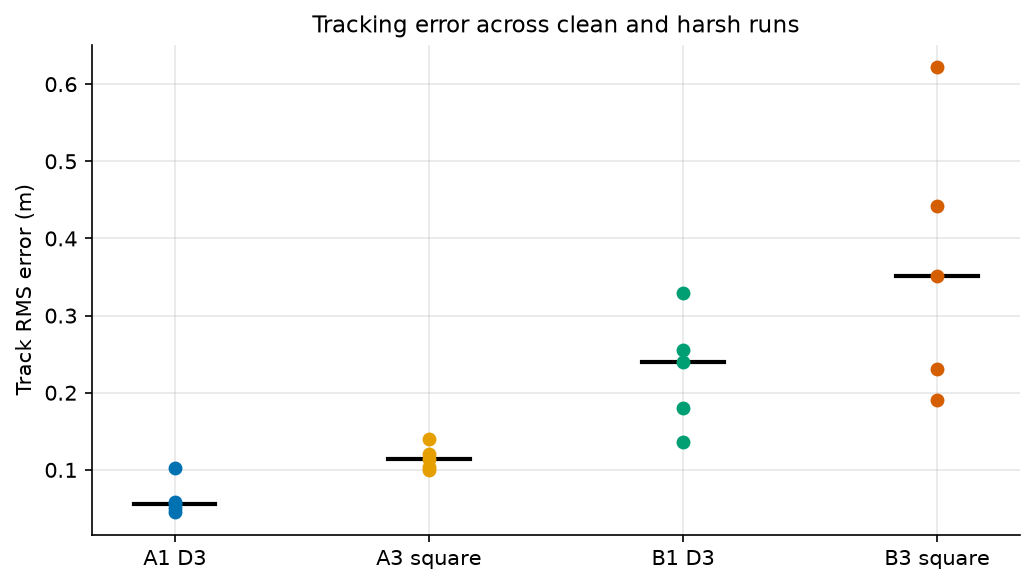 Tracking error across clean and harsh runs
Track RMS error (m)
0.6
0.5
0.4
0.3
0.2
0.1
A1 D3
A3 square
B1 D3
B3 square